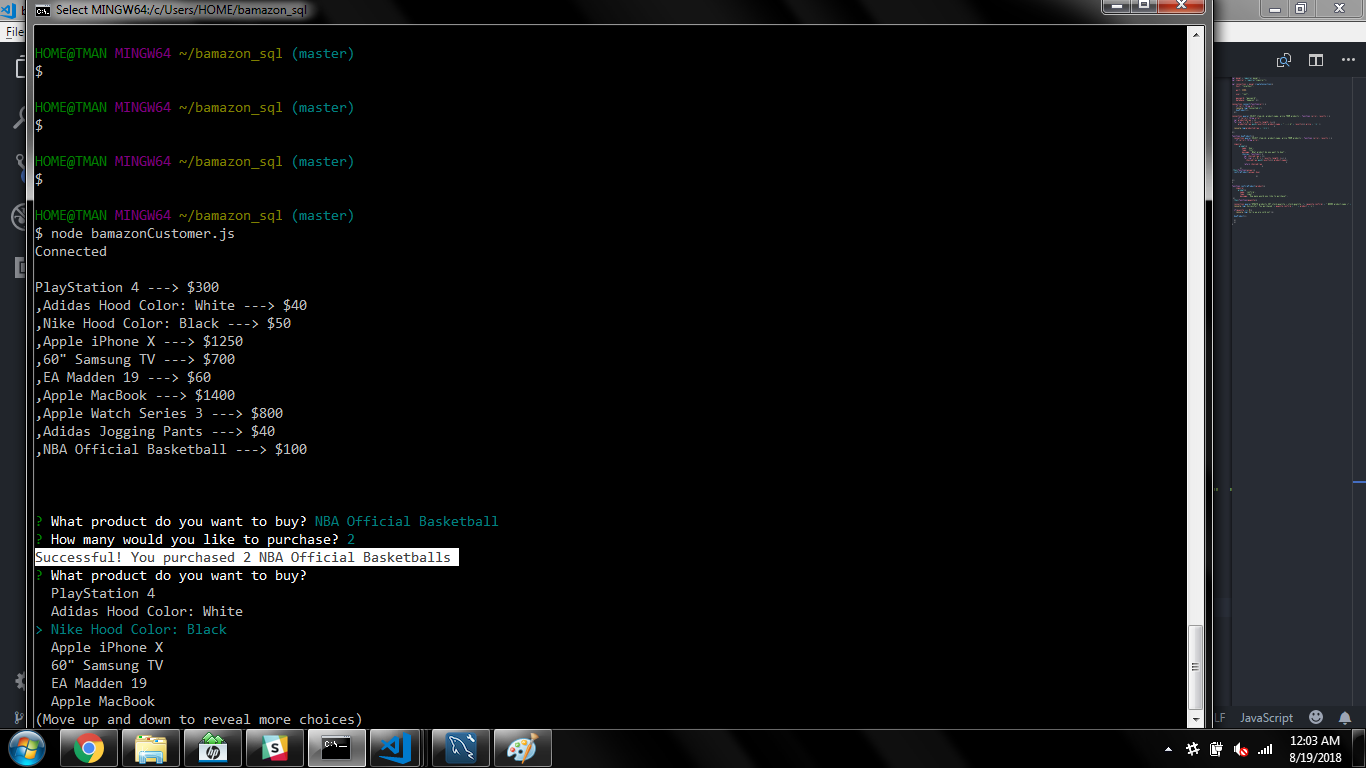 Select MINGW64:/c/Users/HOME/bamazon_sql
File
HOME@TMAN MINGW64 ~/bamazon_sql (master)
$
HOME@TMAN MINGW64 ~/bamazon_sql (master)
$
HOME@TMAN MINGW64 ~/bamazon_sql (master)
$
HOME@TMAN MINGW64 ~/bamazon_sql (master)
$ node bamazonCustomer.js
Connected
PlayStation 4 ---> $300
,Adidas Hood Color: White ---> $40
,Nike Hood Color: Black ---> $50
,Apple iPhone X ---> $1250
,60" Samsung TV ---> $700
,EA Madden 19 ---> $60
,Apple MacBook ---> $1400
,Apple Watch Series 3 ---> $800
,Adidas Jogging Pants ---> $40
,NBA Official Basketball ---> $100
? What product do you want to buy? NBA Official Basketball
? How many would you like to purchase? 2
Successful! You purchased 2 NBA Official Basketballs
? What product do you want to buy?
PlayStation 4
Adidas Hood Color: White
> Nike Hood Color: Black
Apple iPhone X
60" Samsung TV
EA Madden 19
Apple MacBook
(Move up and down to reveal more choices)
LF JavaScript
12:03 AM
8/19/2018